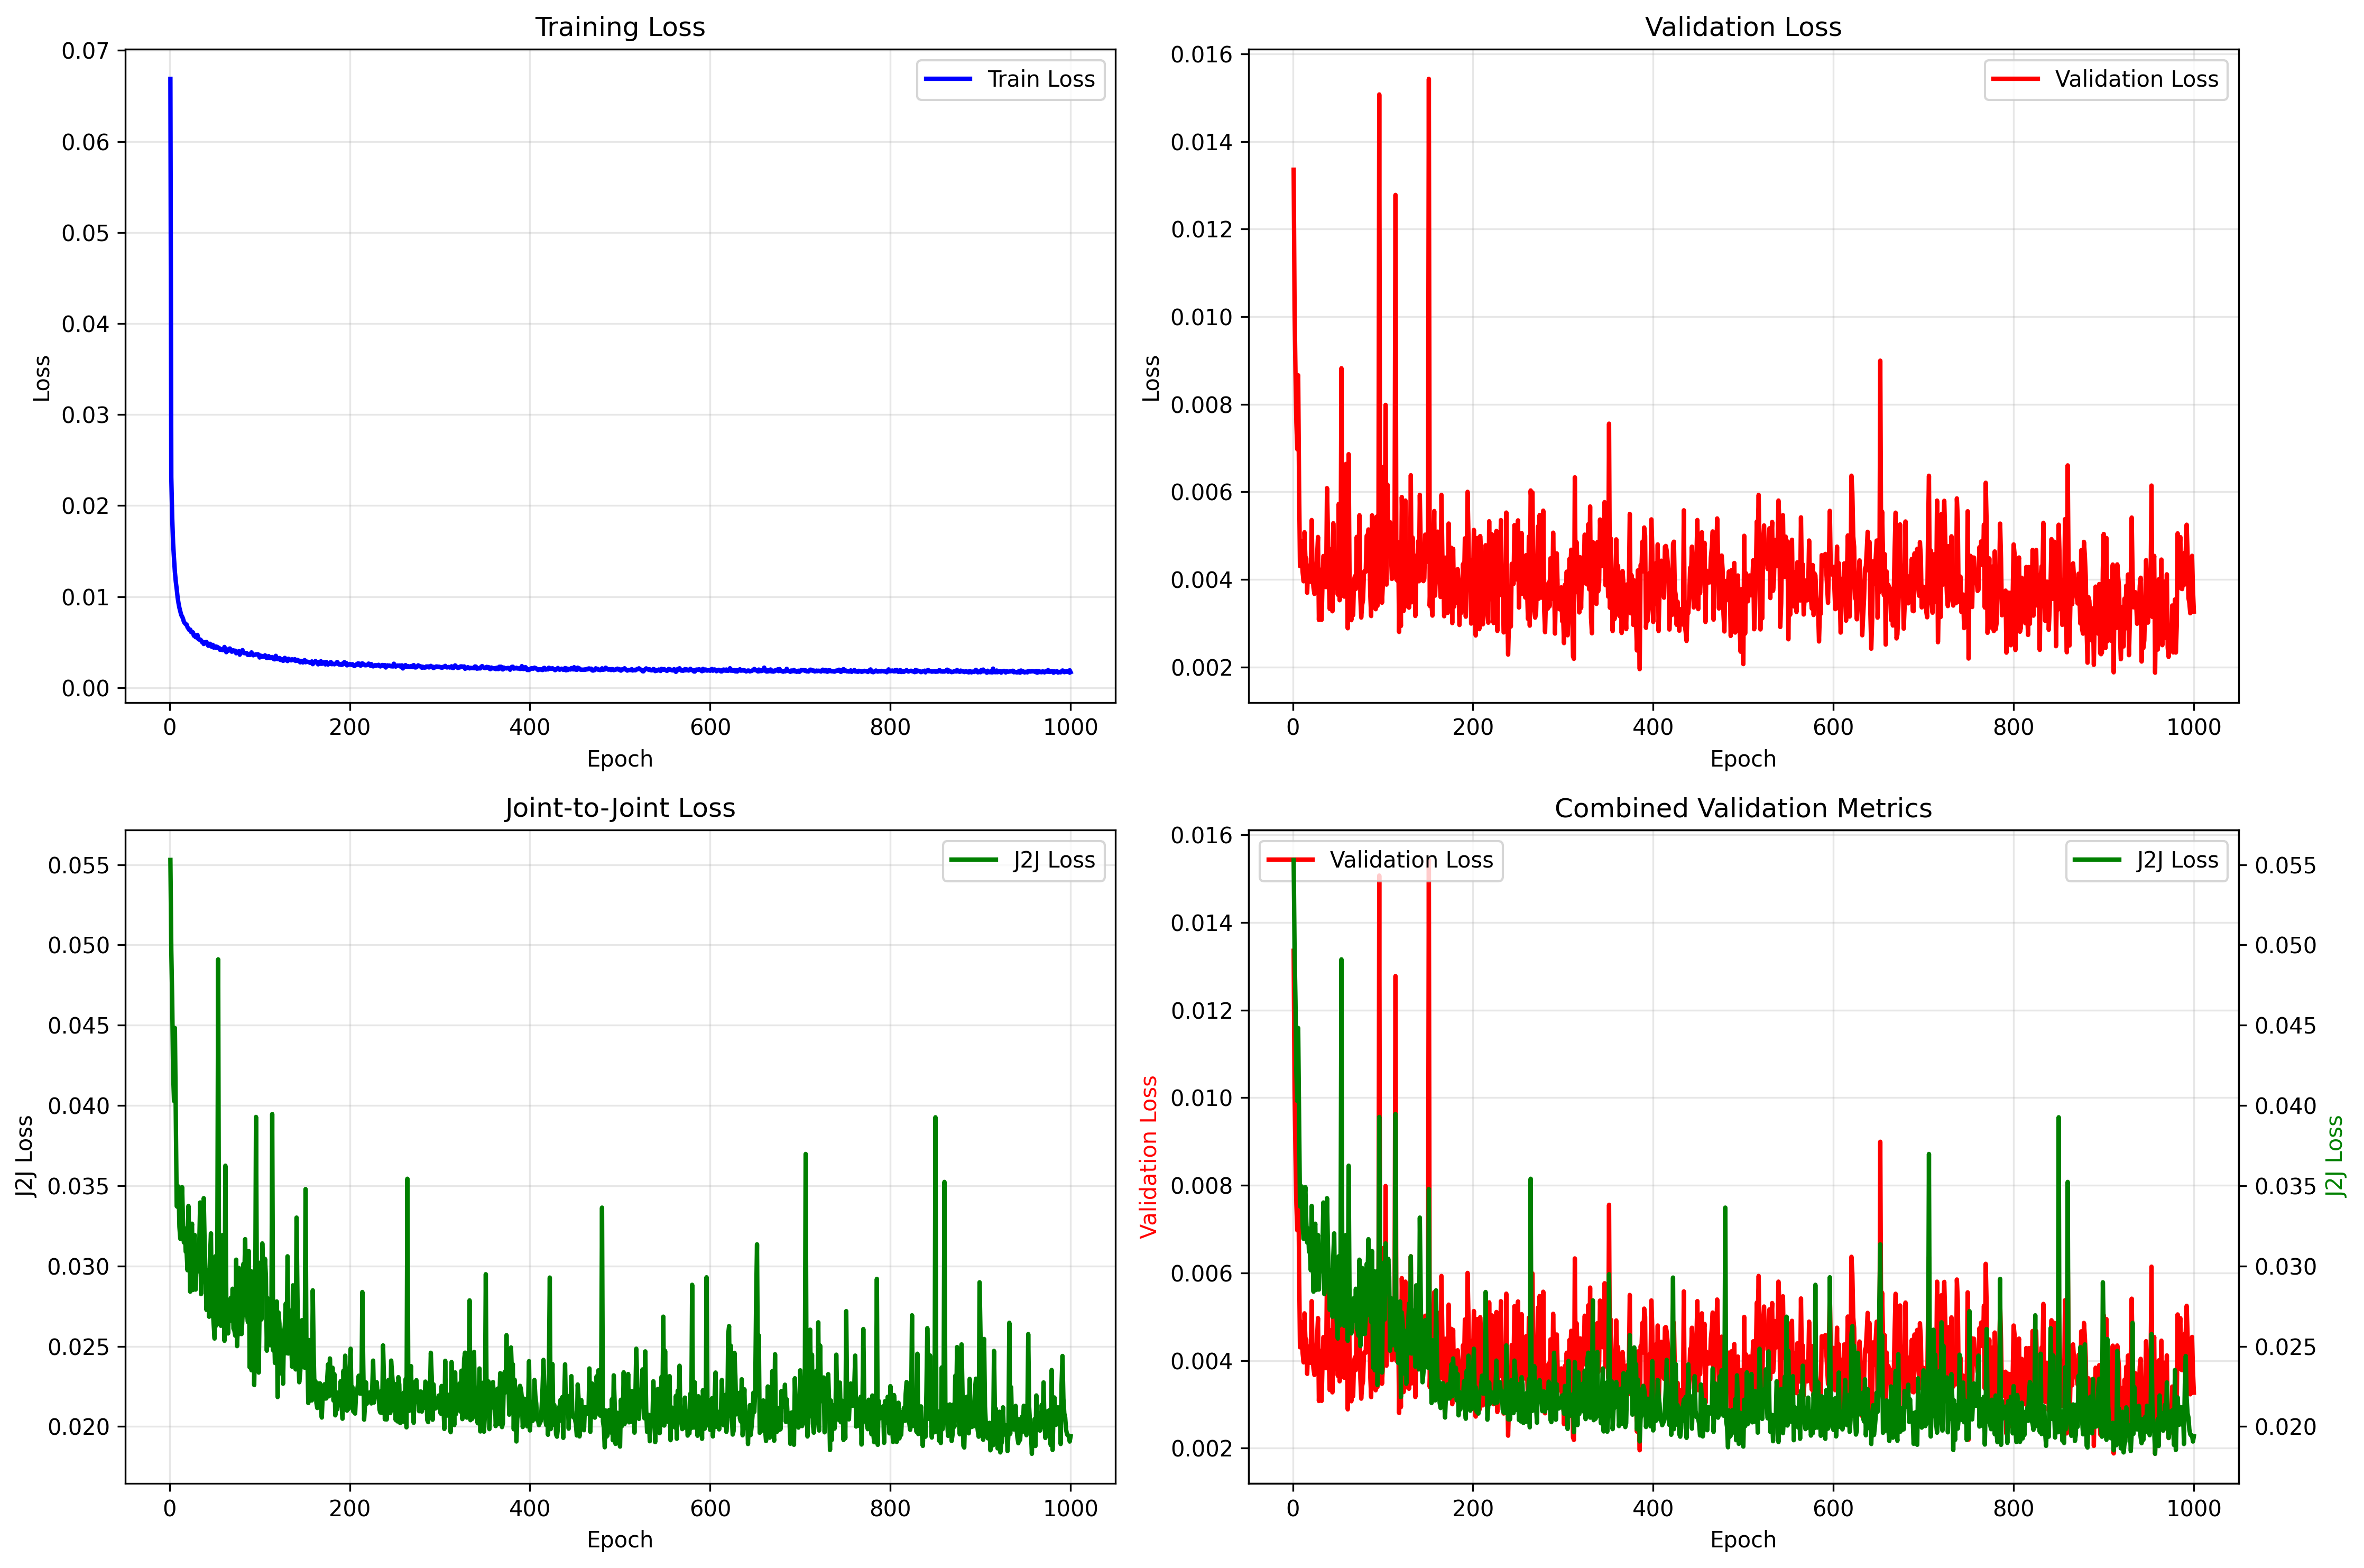 Training Loss
Train Loss
0.07
0.06
0.05
0.04
0.03
0.02
0.01
0.00
Loss
0 200 400 600 800 1000
Epoch
Validation Loss
Validation Loss
0.016
0.014
0.012
0.010
0.008
0.006
0.004
0.002
Loss
0 200 400 600 800 1000
Epoch
Joint-to-Joint Loss
J2J Loss
0.055
0.050
0.045
0.040
0.035
0.030
0.025
0.020
J2J Loss
0 200 400 600 800 1000
Epoch
Combined Validation Metrics
Validation Loss
J2J Loss
0.016
0.014
0.012
0.010
0.008
0.006
0.004
0.002
Validation Loss
0.055
0.050
0.045
0.040
0.035
0.030
0.025
0.020
J2J Loss
0 200 400 600 800 1000
Epoch